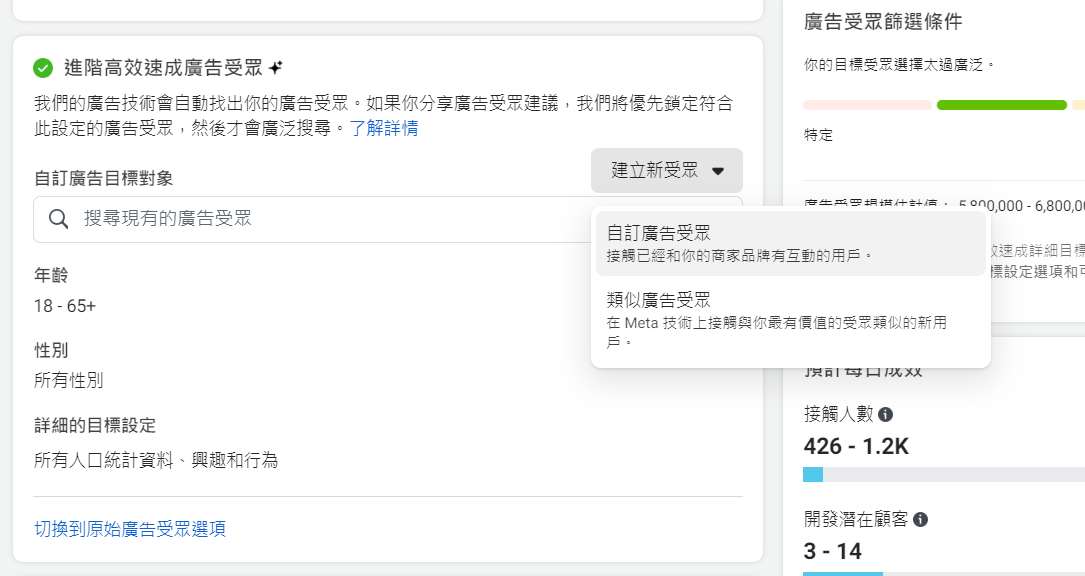 進階高效速成廣告受眾
我們的廣告技術會自動找出你的廣告受眾。如果你分享廣告受眾建議，我們將優先鎖定符合
此設定的廣告受眾，然後才會廣泛搜尋。了解詳情
自訂廣告目標對象
建立新受眾
搜尋現有的廣告受眾
自訂廣告受眾
接觸已經和你的商家品牌有互動的用戶。
類似廣告受眾
在 Meta 技術上接觸與你最有價值的受眾類似的新用
戶。
年齡
18 - 65+
性別
所有性別
詳細的目標設定
所有人口統計資料、興趣和行為
切換到原始廣告受眾選項
廣告受眾篩選條件
你的目標受眾選擇太過廣泛。
特定
廣告受眾規模估計值： 5,800,000 - 6,800,00
速成詳細目標
標設定選項和可
預計每日成效
接觸人數
426 - 1.2K
開發潛在顧客
3 - 14